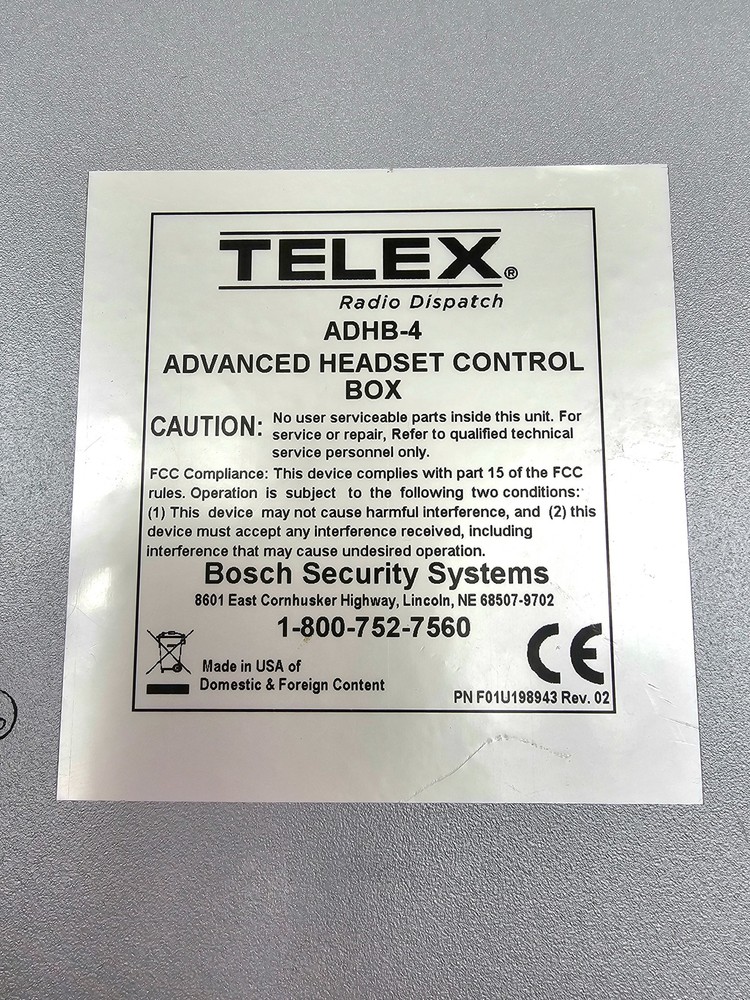 TELEX®
Radio Dispatch
ADHB-4
ADVANCED HEADSET CONTROL
BOX
CAUTION: No user serviceable parts inside this unit. For
service or repair, Refer to qualified technical
service personnel only.
FCC Compliance: This device complies with part 15 of the FCC
rules. Operation is subject to the following two conditions:
(1) This device may not cause harmful interference, and (2) this
device must accept any interference received, including
interference that may cause undesired operation.
Bosch Security Systems
8601 East Cornhusker Highway, Lincoln, NE 68507-9702
1-800-752-7560
CE
Made in USA of
Domestic & Foreign Content
PN F01U198943 Rev. 02